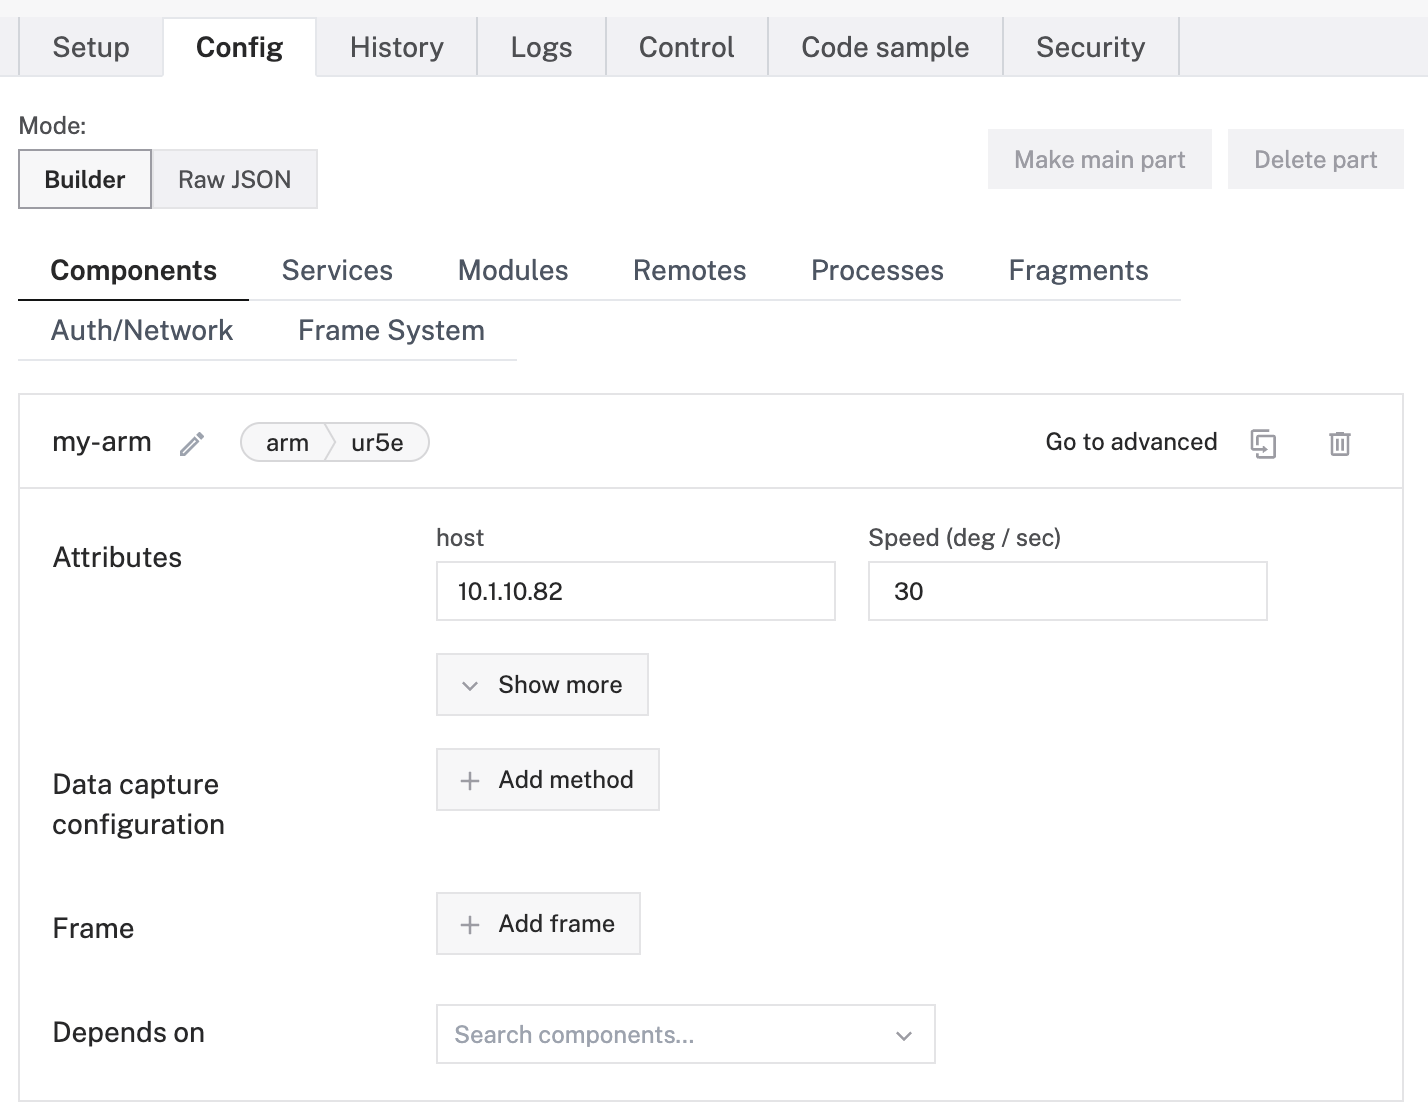 Setup Config History Logs Control Code sample Security
Mode:
Builder Raw JSON Make main part Delete part
Components Services Modules Remotes Processes Fragments
Auth/Network Frame System
my-arm arm ur5e Go to advanced
Attributes
host Speed (deg / sec)
10.1.10.82 30
Show more
Data capture
configuration
Add method
Frame Add frame
Depends on Search components...